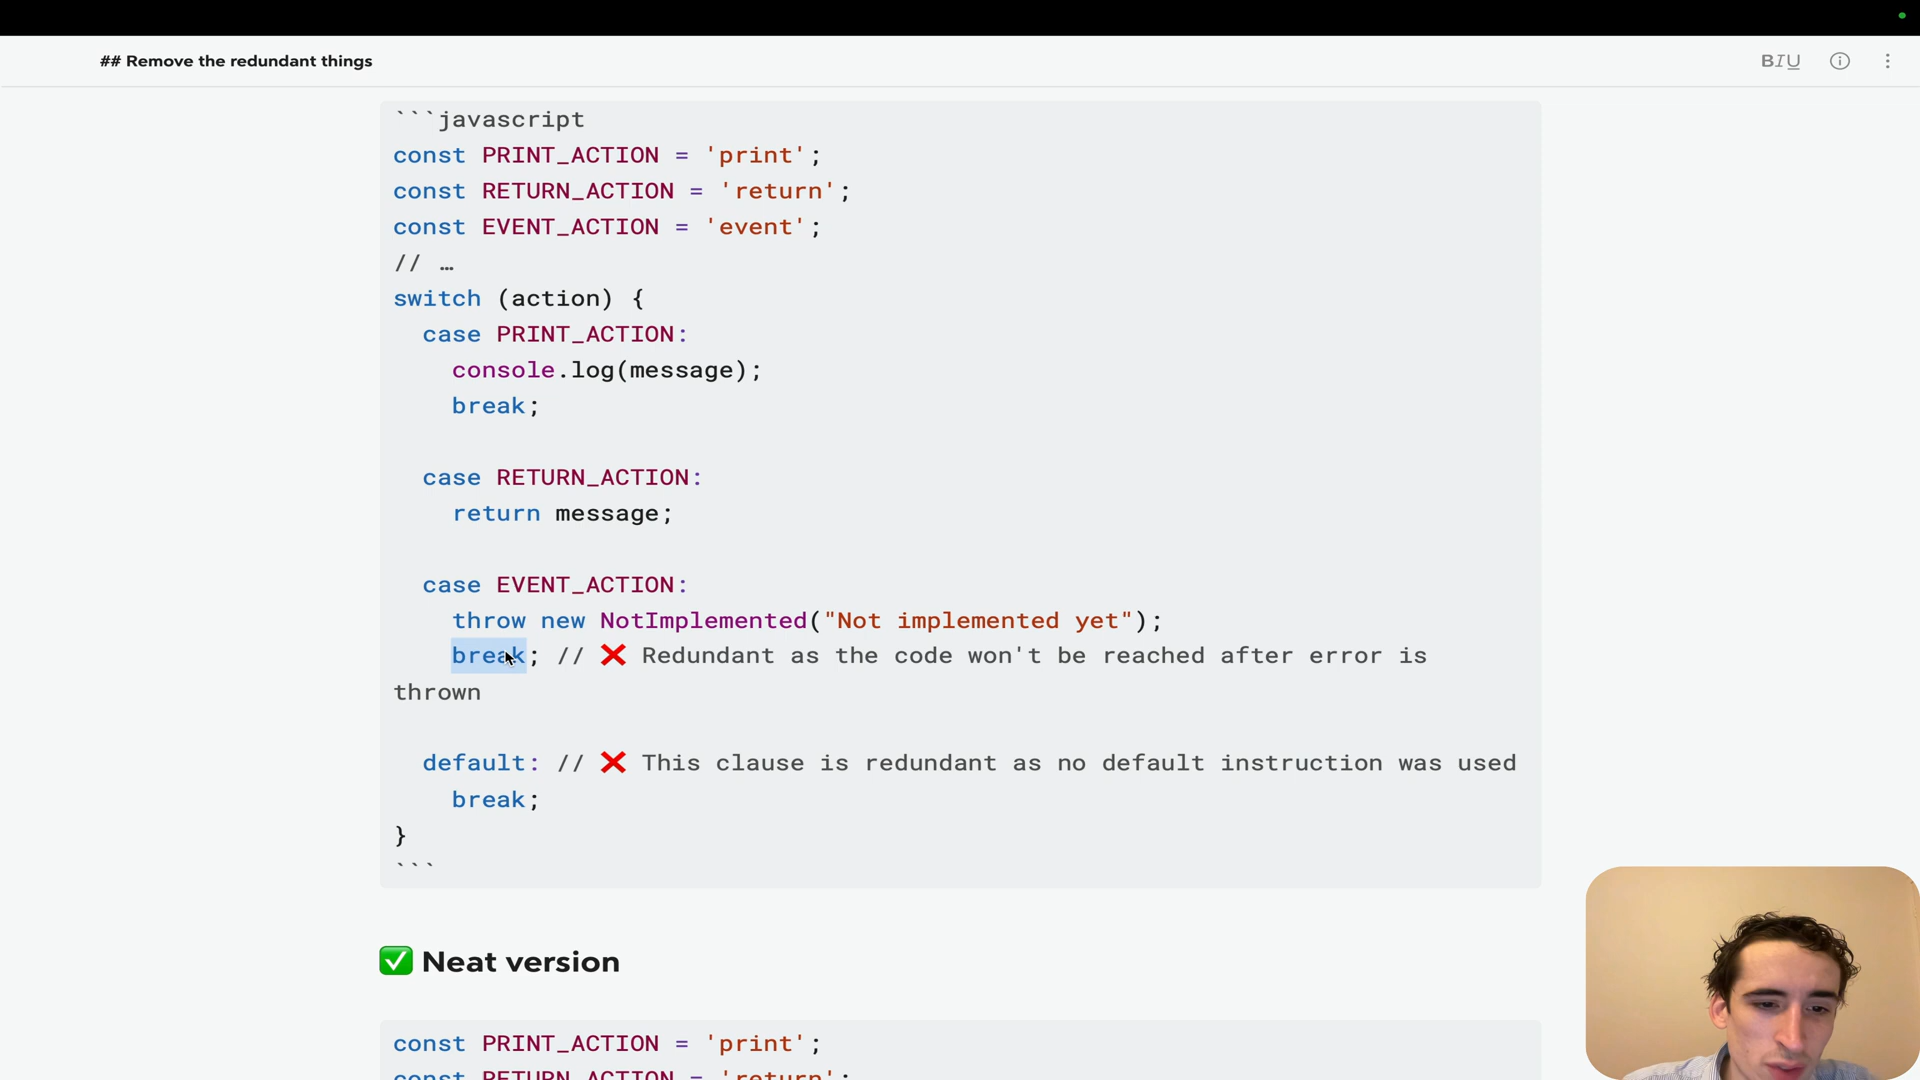 ## Remove the redundant things
BIU
```javascript
const PRINT_ACTION = 'print';
const RETURN_ACTION = 'return';
const EVENT_ACTION = 'event';
// …
switch (action) {
  case PRINT_ACTION:
    console.log(message);
    break;
  case RETURN_ACTION:
    return message;
  case EVENT_ACTION:
    throw new NotImplemented("Not implemented yet");
    break; // ❌ Redundant as the code won't be reached after error is
thrown
  default: // ❌ This clause is redundant as no default instruction was used
    break;
}
```
✅ Neat version
const PRINT_ACTION = 'print';
const RETURN_ACTION = 'return';